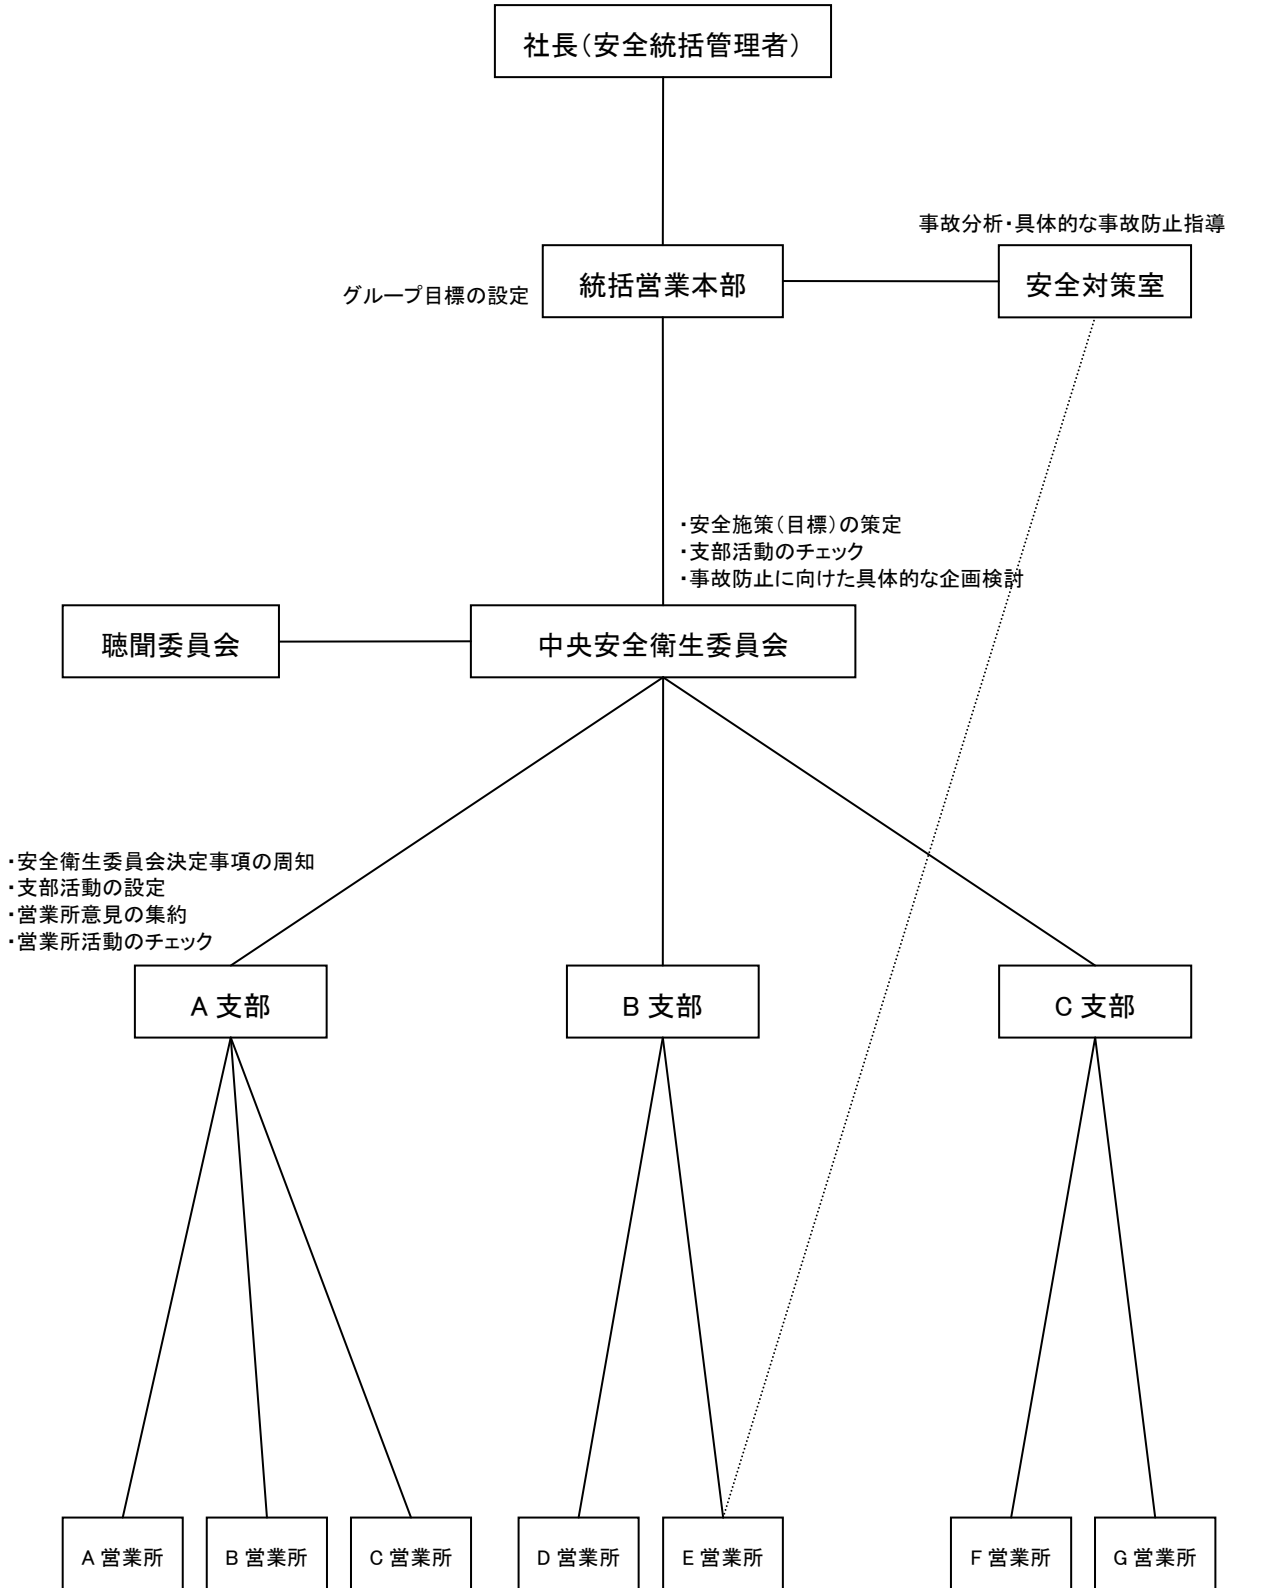 社長（安全統括管理者）
事故分析・具体的な事故防止指導
グループ目標の設定
統括営業本部
安全対策室
・安全施策（目標）の策定
・支部活動のチェック
・事故防止に向けた具体的な企画検討
聴聞委員会
中央安全衛生委員会
・安全衛生委員会決定事項の周知
・支部活動の設定
・営業所意見の集約
・営業所活動のチェック
A 支部
B 支部
C 支部
A 営業所
B 営業所
C 営業所
D 営業所
E 営業所
F 営業所
G 営業所